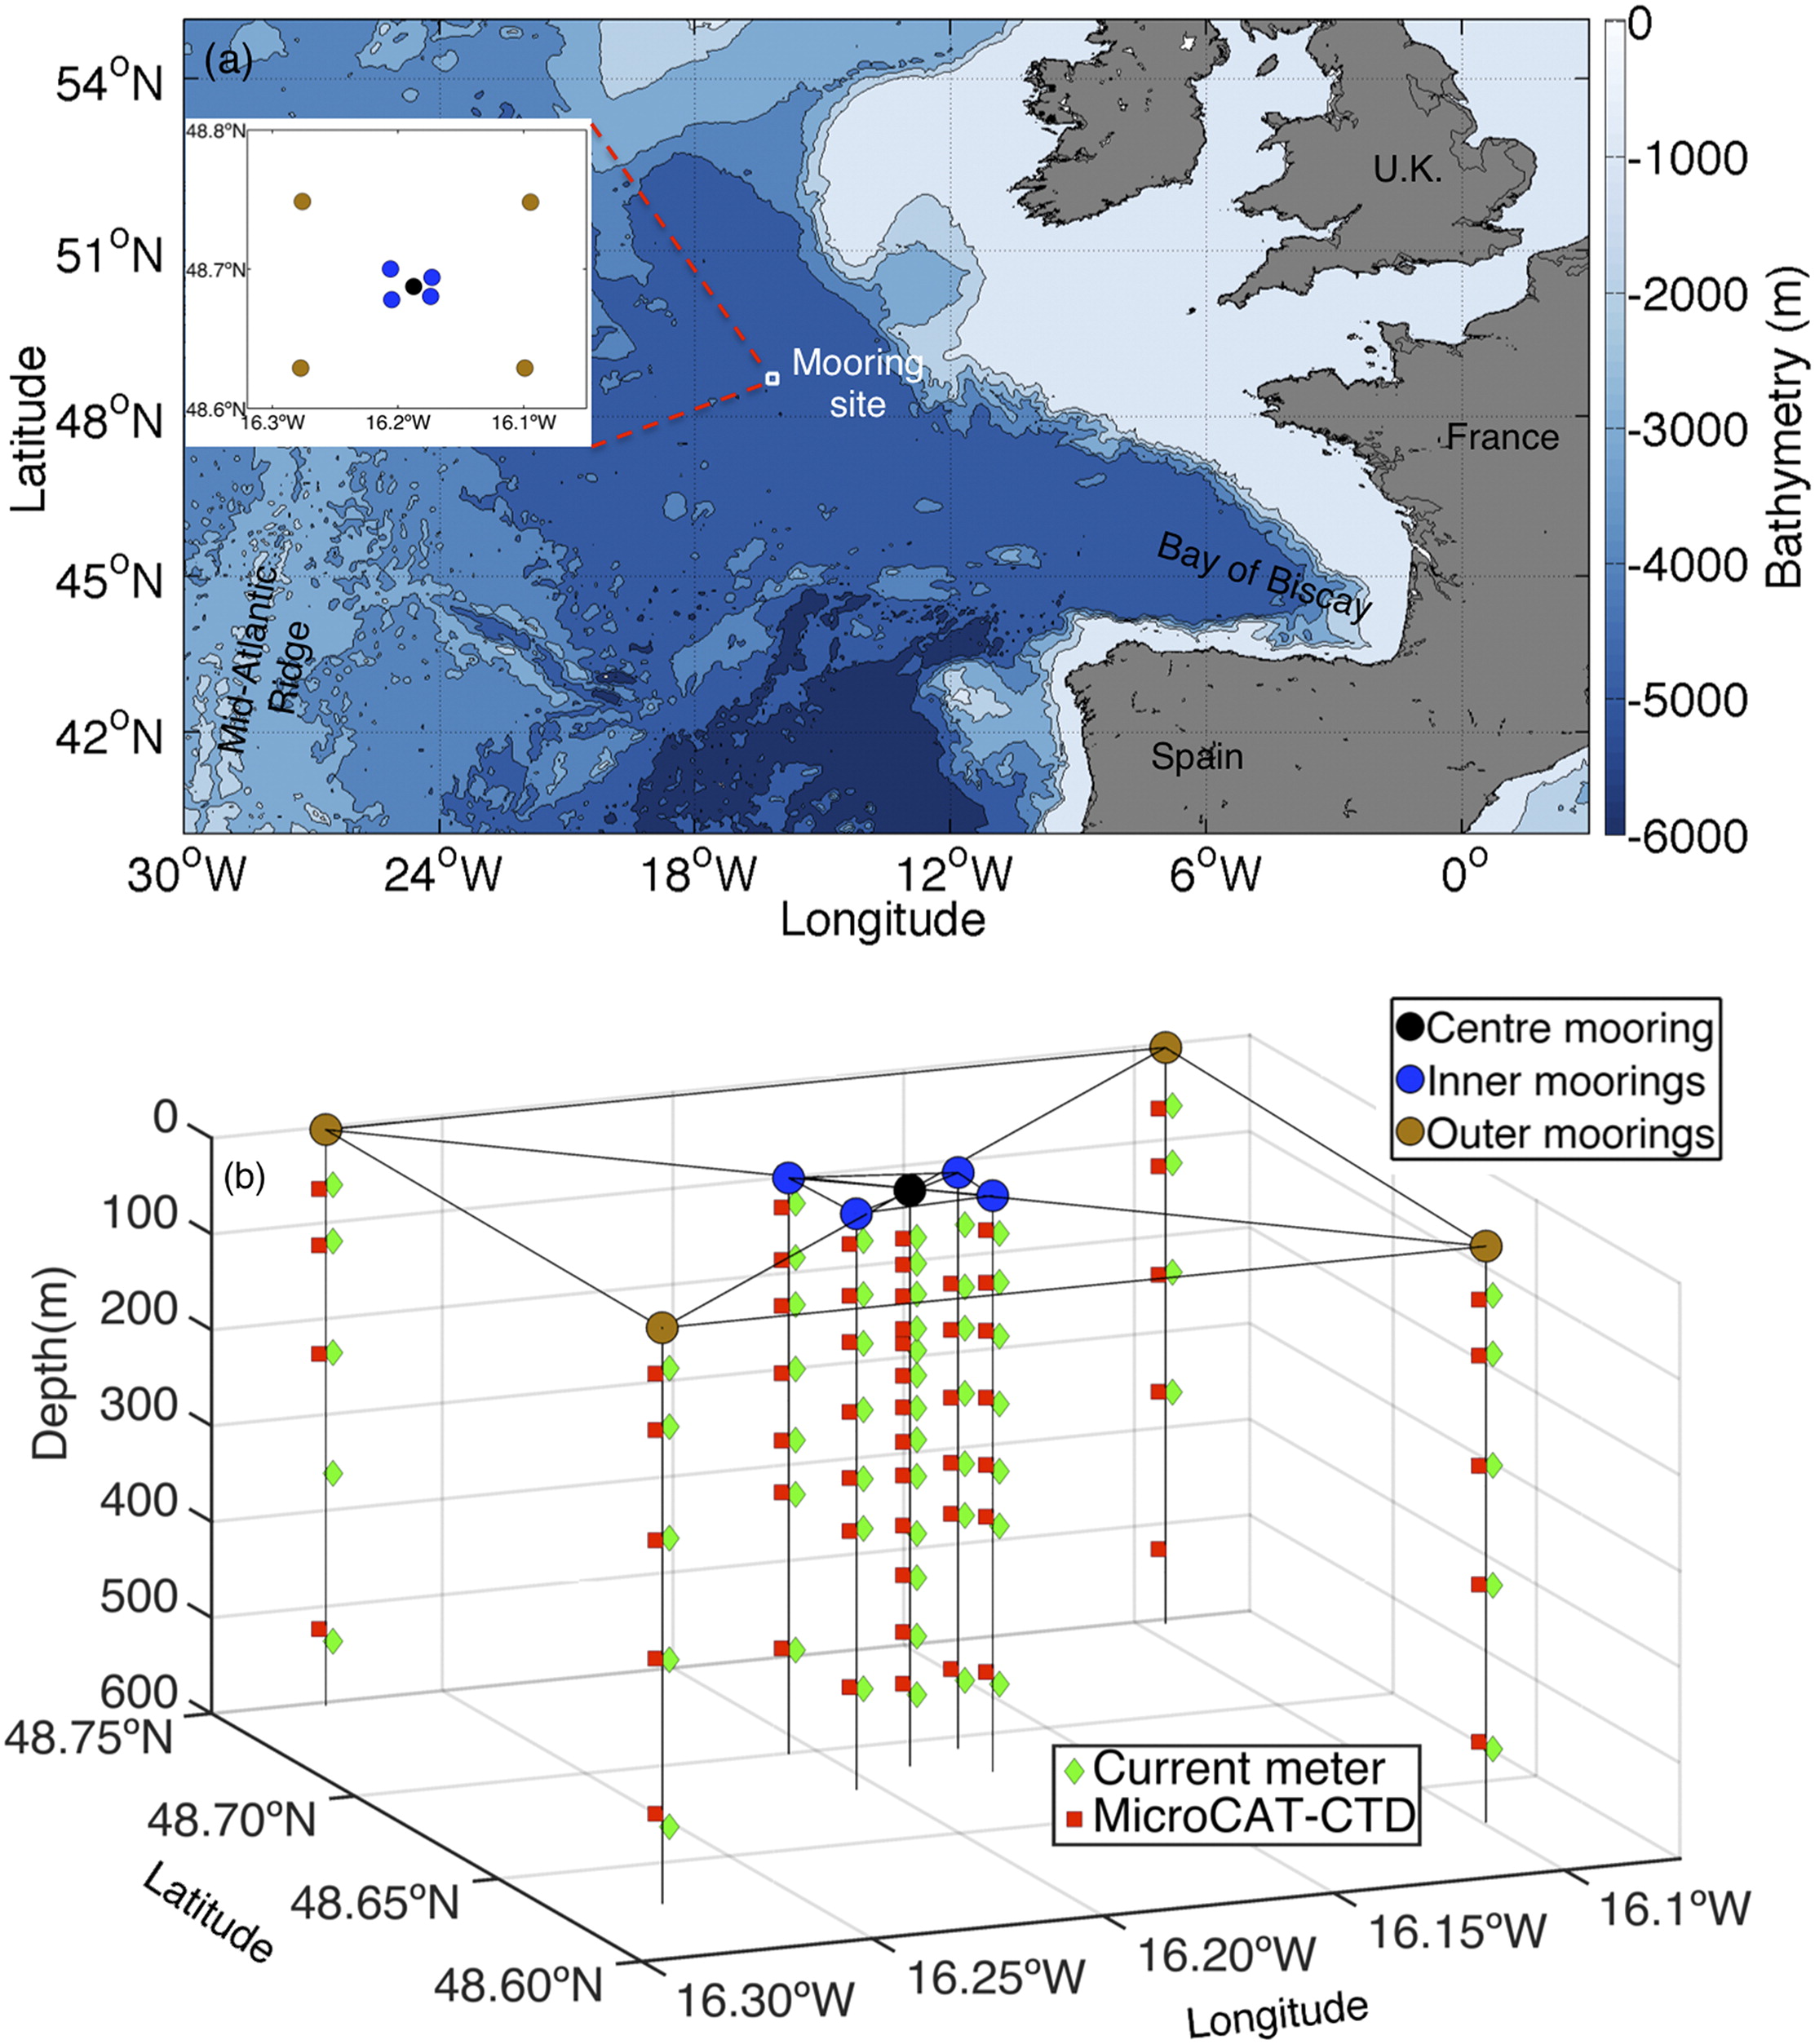 (a)
54°N
51°N
48°N
45°N
42°N
Latitude
48.8°N
48.7°N
48.6°N
16.3°W 16.2°W 16.1°W
Mooring
site
U.K.
France
Bay of Biscay
Spain
Mid-Atlantic
Ridge
30°W 24°W 18°W 12°W 6°W 0°
Longitude
0
-1000
-2000
-3000
-4000
-5000
-6000
Bathymetry (m)
Centre mooring
Inner moorings
Outer moorings
(b)
0
100
200
300
400
500
600
Depth(m)
48.75°N
48.70°N
48.65°N
48.60°N
Latitude
Current meter
MicroCAT-CTD
16.30°W
16.25°W
16.20°W
16.15°W
16.1°W
Longitude